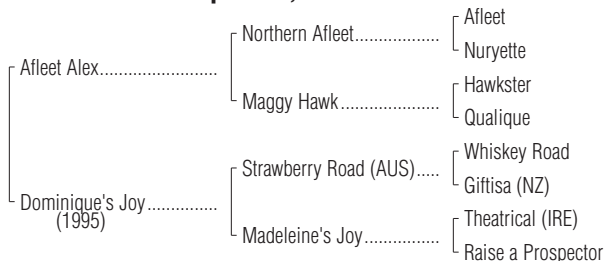 Afleet
Northern Afleet
Nuryette
Afleet Alex
Hawkster
Maggy Hawk
Qualique
Whiskey Road
Strawberry Road (AUS)
Giftisa (NZ)
Dominique's Joy
(1995)
Theatrical (IRE)
Madeleine's Joy
Raise a Prospector